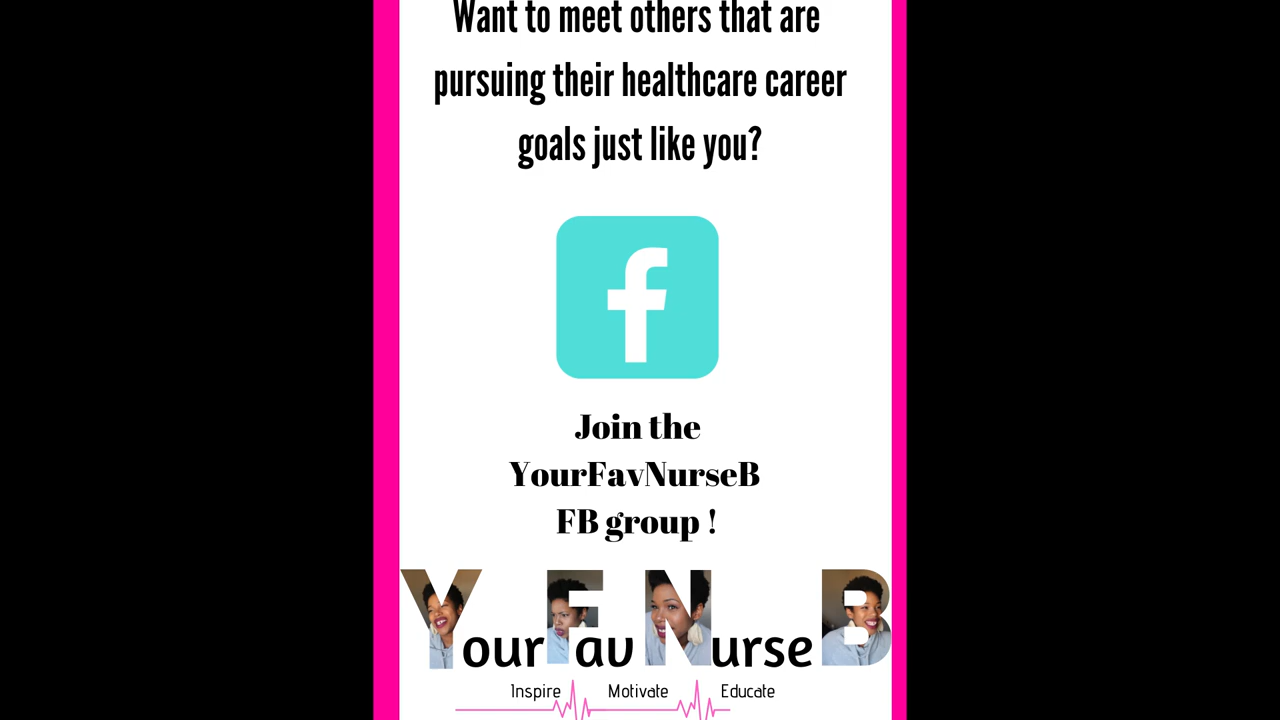 Want to meet others that are
pursuing their healthcare career
goals just like you?
f
Join the
YourFavNurseB
FB group !
YourFavNurseB
Inspire Motivate Educate